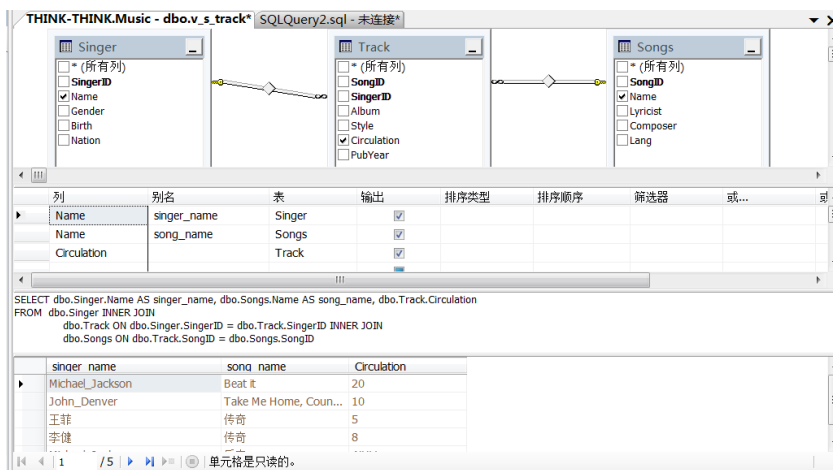 THINK-THINK.Music - dbo.v_s_track* SQLQuery2.sql - 未连接*
Singer Track Songs
* (所有列) * (所有列) * (所有列)
SingerID SongID SongID
Name SingerID Name
Gender Album Lyricist
Birth Style Composer
Nation Circulation Lang
PubYear
列 别名 表 输出 排序类型 排序顺序 筛选器 或... 或
Name singer_name Singer
Name song_name Songs
Circulation Track
SELECT dbo.Singer.Name AS singer_name, dbo.Songs.Name AS song_name, dbo.Track.Circulation
FROM dbo.Singer INNER JOIN
dbo.Track ON dbo.Singer.SingerID = dbo.Track.SingerID INNER JOIN
dbo.Songs ON dbo.Track.SongID = dbo.Songs.SongID
singer_name song_name Circulation
Michael_Jackson Beat it 20
John_Denver Take Me Home, Coun... 10
王菲 传奇 5
李健 传奇 8
1 /5 单元格是只读的。